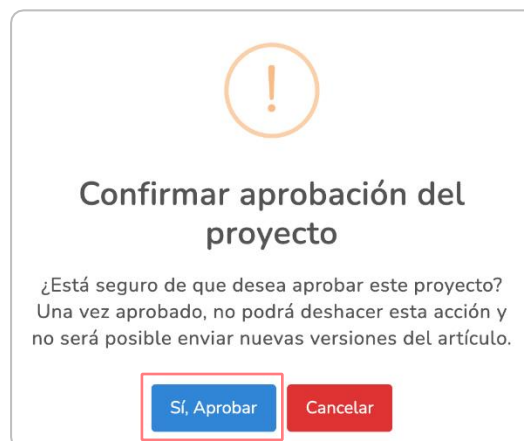 Confirmar aprobación del
proyecto
¿Está seguro de que desea aprobar este proyecto?
Una vez aprobado, no podrá deshacer esta acción y
no será posible enviar nuevas versiones del artículo.
Sí, Aprobar
Cancelar